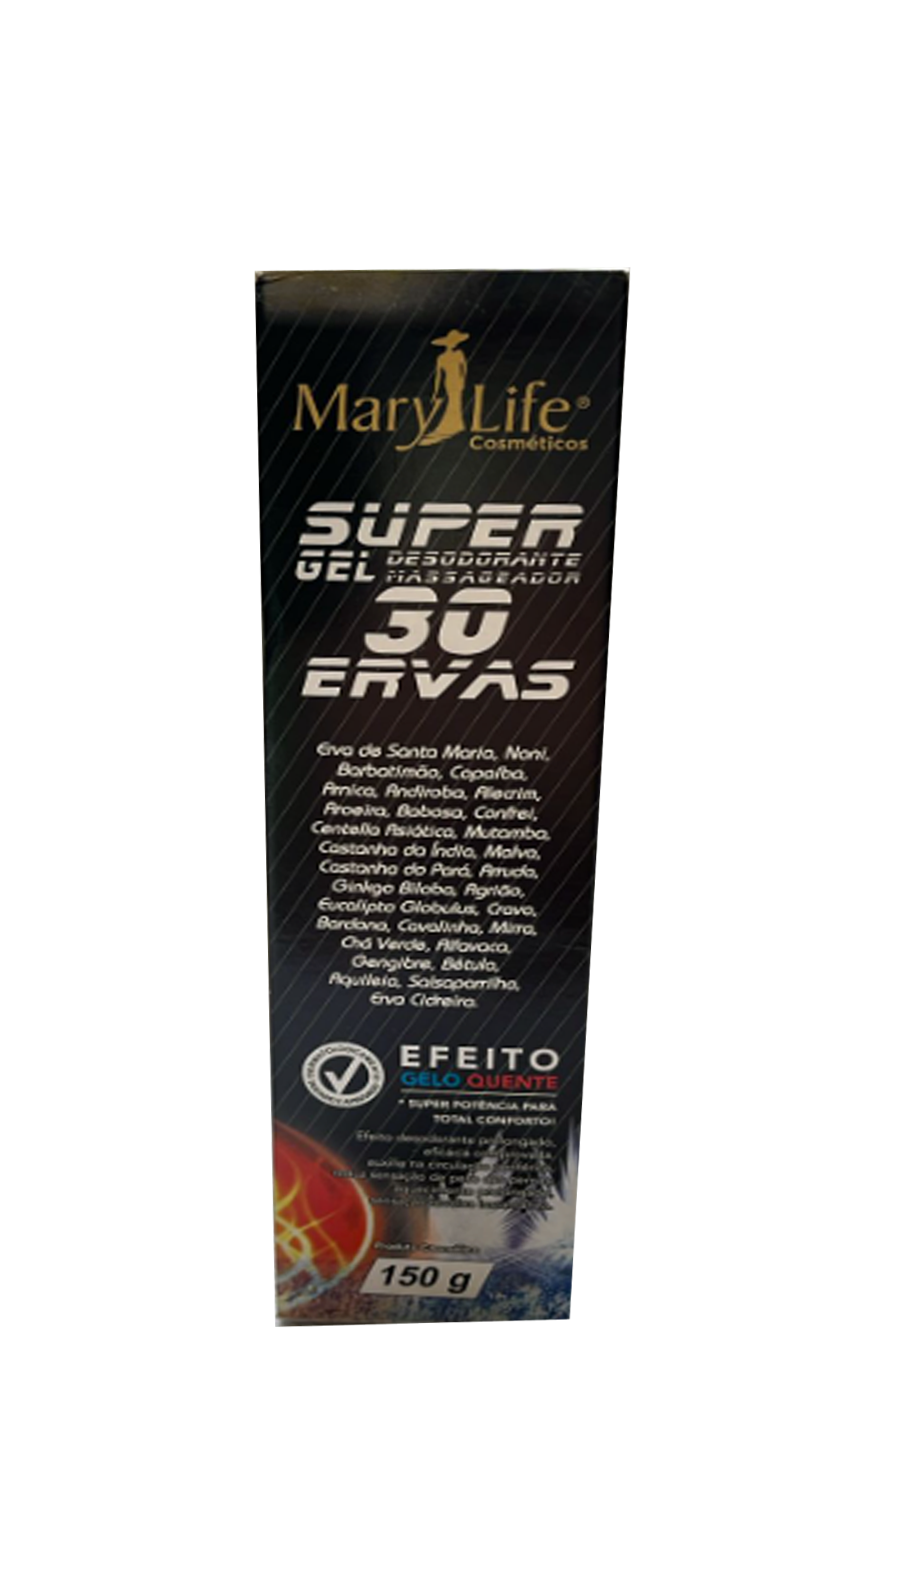 Mary Life®
Cosméticos
SUPER
GEL DESODORANTE
MASSAGEADOR
30
ERVAS
Erva de Santa Maria, Noni,
Barbatimão, Copaíba,
Arnica, Andiroba, Alecrim,
Aroeira, Babosa, Confrei,
Centella Asiática, Mutamba,
Castanha da Índia, Malva,
Castanha do Pará, Arruda,
Ginkgo Biloba, Agrião,
Eucalipto Globulus, Cravo,
Bardana, Cavalinha, Mirra,
Chá Verde, Alfavaca,
Gengibre, Bétula,
Aquileia, Salsaparrilha,
Erva Cidreira.
EFEITO
GELO QUENTE
* SUPER POTÊNCIA PARA
TOTAL CONFORTO!
Efeito desodorante prolongado,
150 g